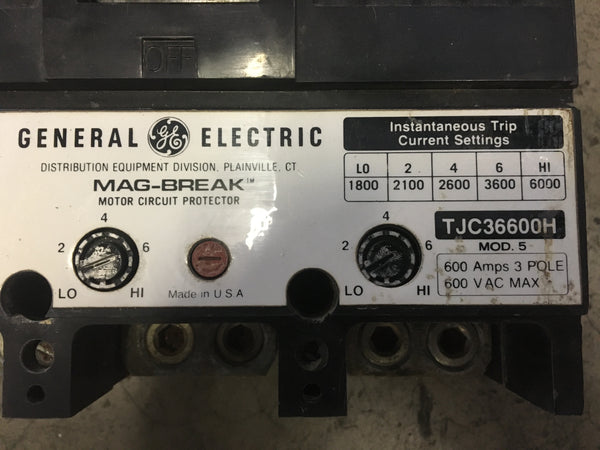 OFF
GENERAL GE ELECTRIC
DISTRIBUTION EQUIPMENT DIVISION, PLAINVILLE, CT.
MAG-BREAK™
MOTOR CIRCUIT PROTECTOR
Instantaneous Trip
Current Settings
LO 2 4 6 HI
1800 2100 2600 3600 6000
TJC36600H
MOD. 5
600 Amps 3 POLE
600 VAC MAX
4
2 6
LO HI
Made in U S A
4
2 6
LO HI